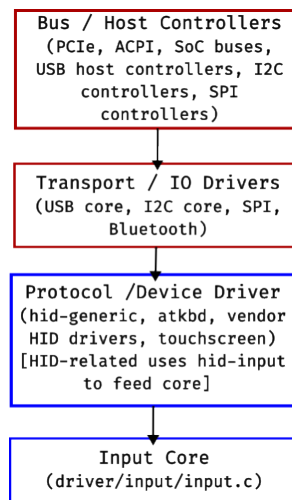 Bus / Host Controllers
(PCIe, ACPI, SoC buses,
USB host controllers, I2C
controllers, SPI
controllers)
Transport / IO Drivers
(USB core, I2C core, SPI,
Bluetooth)
Protocol /Device Driver
(hid-generic, atkbd, vendor
HID drivers, touchscreen)
[HID-related uses hid-input
to feed core]
Input Core
(driver/input/input.c)